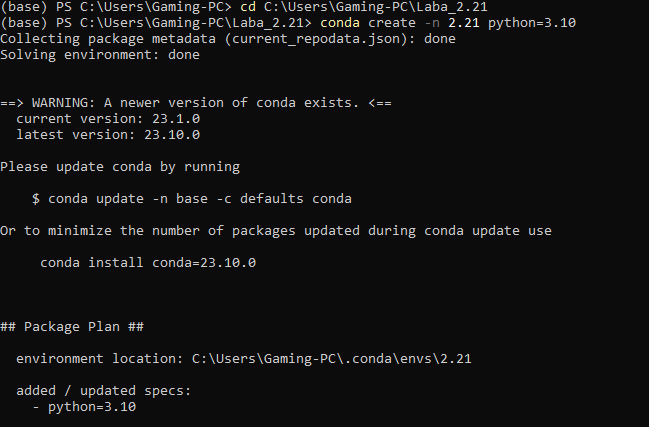 (base) PS C:\Users\Gaming-PC> cd C:\Users\Gaming-PC\Laba_2.21
(base) PS C:\Users\Gaming-PC\Laba_2.21> conda create -n 2.21 python=3.10
Collecting package metadata (current_repodata.json): done
Solving environment: done
==> WARNING: A newer version of conda exists. <==
current version: 23.1.0
latest version: 23.10.0
Please update conda by running
$ conda update -n base -c defaults conda
Or to minimize the number of packages updated during conda update use
conda install conda=23.10.0
## Package Plan ##
environment location: C:\Users\Gaming-PC\.conda\envs\2.21
added / updated specs:
- python=3.10